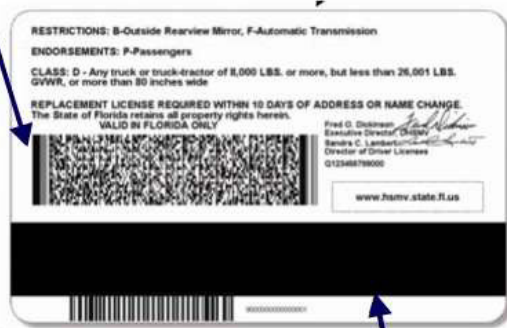 RESTRICTIONS: B-Outside Rearview Mirror, F-Automatic Transmission
ENDORSEMENTS: P-Passengers
CLASS: D - Any truck or truck-tractor of 8,000 LBS. or more, but less than 26,001 LBS.
GVWR, or more than 80 inches wide
REPLACEMENT LICENSE REQUIRED WITHIN 10 DAYS OF ADDRESS OR NAME CHANGE.
The State of Florida retains all property rights herein.
VALID IN FLORIDA ONLY
Fred O. Dickinson
Executive Director, DHSMV
Sandra C. Lambert
Director of Driver Licenses
www.hsmv.state.fl.us